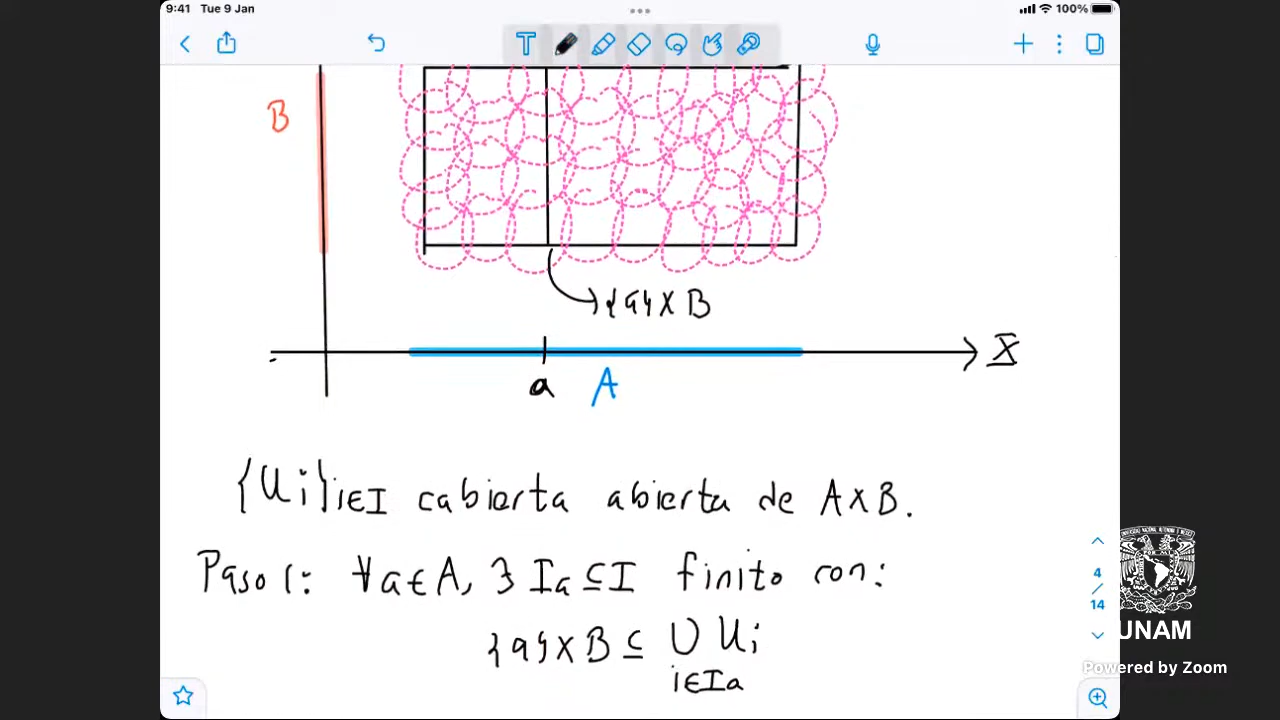 9:41 Tue 9 Jan
100%
B
{a}×B
X
a A
{Ui}i∈I cabierta abierta de A×B.
Paso 1: ∀a∈A, ∃ Ia⊆I finito con:
{a}×B ⊆ ∪ Ui
i∈Ia
4
/
14
UNAM
Powered by Zoom